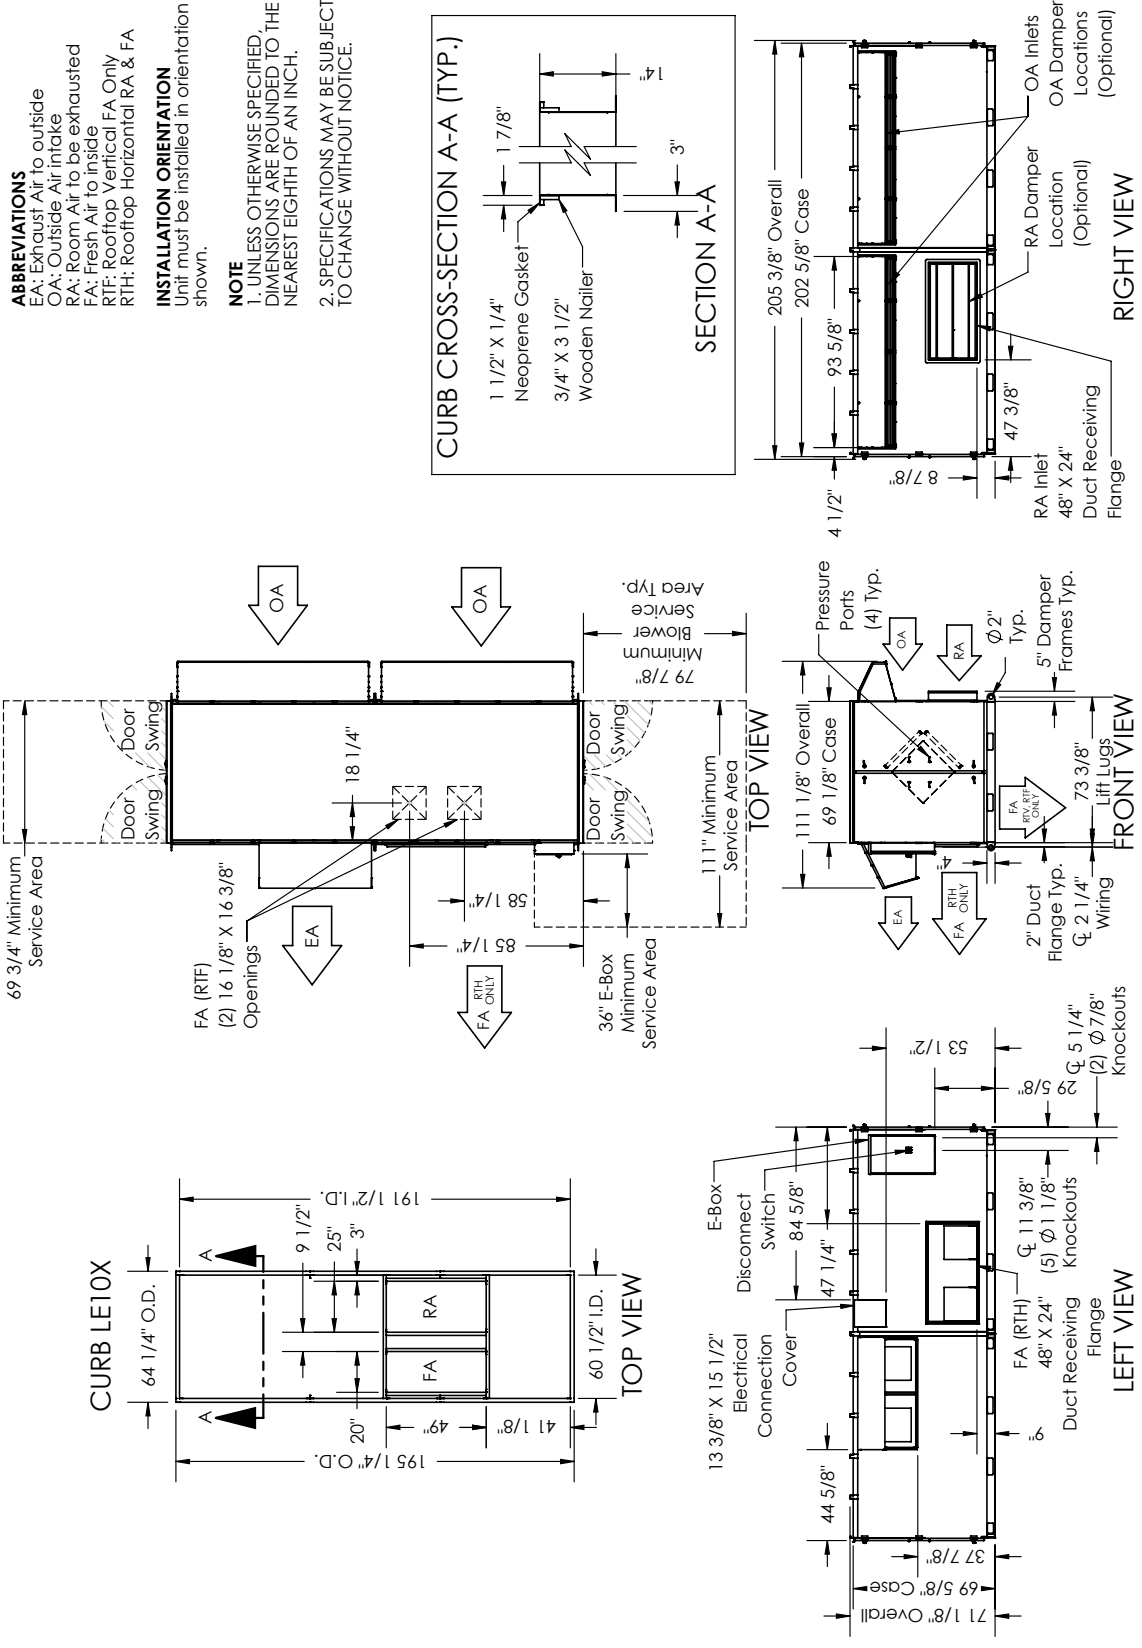 ABBREVIATIONS
EA: Exhaust Air to outside
OA: Outside Air intake
RA: Room Air to be exhausted
FA: Fresh Air to inside
RTF: Rooftop Vertical FA Only
RTH: Rooftop Horizontal RA & FA
INSTALLATION ORIENTATION
Unit must be installed in orientation
shown.
NOTE
1. UNLESS OTHERWISE SPECIFIED,
DIMENSIONS ARE ROUNDED TO THE
NEAREST EIGHTH OF AN INCH.
2. SPECIFICATIONS MAY BE SUBJECT
TO CHANGE WITHOUT NOTICE.
CURB CROSS-SECTION A-A (TYP.)
1 1/2" X 1/4"
Neoprene Gasket
3/4" X 3 1/2"
Wooden Nailer
1 7/8"
14"
3"
SECTION A-A
205 3/8" Overall
202 5/8" Case
93 5/8"
4 1/2"
8 7/8"
47 3/8"
RA Inlet
48" X 24"
Duct Receiving
Flange
RA Damper
Location
(Optional)
OA Inlets
OA Damper
Locations
(Optional)
RIGHT VIEW
69 3/4" Minimum
Service Area
Door
Swing
Door
Swing
18 1/4"
FA (RTF)
(2) 16 1/8" X 16 3/8"
Openings
EA
OA
OA
FA
RTH
ONLY
85 1/4"
58 1/4"
Door
Swing
Door
Swing
36" E-Box
Minimum
Service Area
111" Minimum
Service Area
79 7/8"
Minimum
Blower
Service
Area Typ.
TOP VIEW
111 1/8" Overall
69 1/8" Case
Pressure
Ports
(4) Typ.
OA
RA
EA
RTH
FA ONLY
FA
RTV, RTF
ONLY
4"
2" Duct
Flange Typ.
℄ 2 1/4"
Wiring
73 3/8"
Lift Lugs
Ø2"
Typ.
5" Damper
Frames Typ.
FRONT VIEW
CURB LE10X
64 1/4" O.D.
A
A
195 1/4" O.D.
191 1/2" I.D.
9 1/2"
25"
3"
20"
49"
41 1/8"
FA
RA
60 1/2" I.D.
TOP VIEW
13 3/8" X 15 1/2"
Electrical
Connection
Cover
E-Box
Disconnect
Switch
84 5/8"
47 1/4"
44 5/8"
53 1/2"
29 5/8"
℄ 5 1/4"
(2) Ø7/8"
Knockouts
℄ 11 3/8"
(5) Ø1 1/8"
Knockouts
FA (RTH)
48" X 24"
Duct Receiving
Flange
9"
37 7/8"
69 5/8" Case
71 1/8" Overall
LEFT VIEW